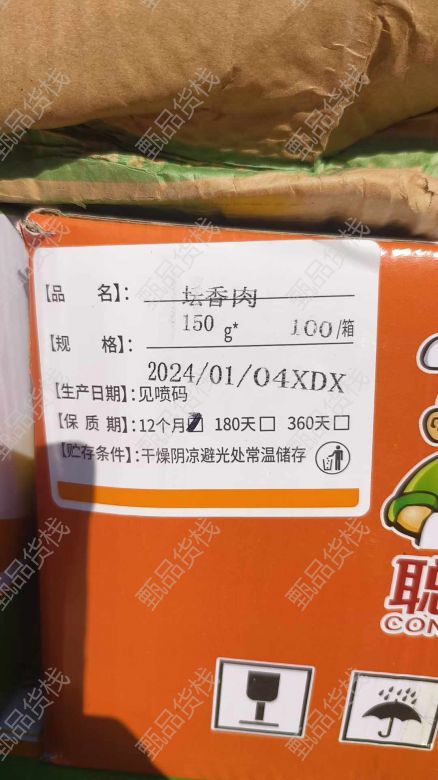 【品 名】: 坛香肉
【规 格】: 150 g* 100/箱
2024/01/04XDX
【生产日期】: 见喷码
【保 质 期】: 12个月☑ 180天□ 360天□
【贮存条件】: 干燥阴凉避光处常温储存
聪
CON
甄品货栈